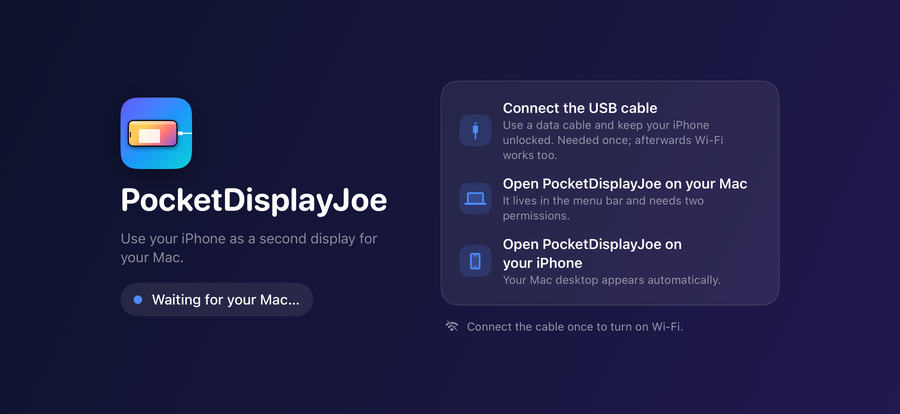 PocketDisplayJoe
Use your iPhone as a second display for
your Mac.
Waiting for your Mac...
Connect the USB cable
Use a data cable and keep your iPhone
unlocked. Needed once; afterwards Wi-Fi
works too.
Open PocketDisplayJoe on your Mac
It lives in the menu bar and needs two
permissions.
Open PocketDisplayJoe on
your iPhone
Your Mac desktop appears automatically.
Connect the cable once to turn on Wi-Fi.